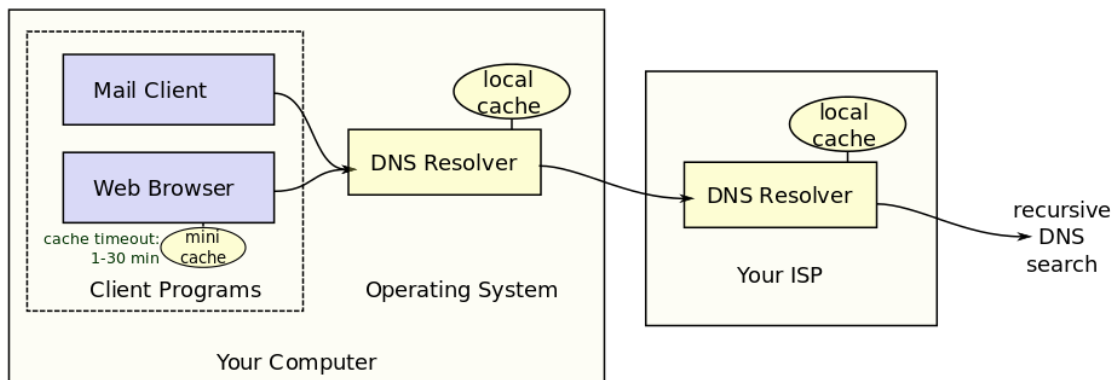 Mail Client
Web Browser
cache timeout:
1-30 min
mini
cache
Client Programs
local
cache
DNS Resolver
Operating System
Your Computer
local
cache
DNS Resolver
Your ISP
recursive
DNS
search